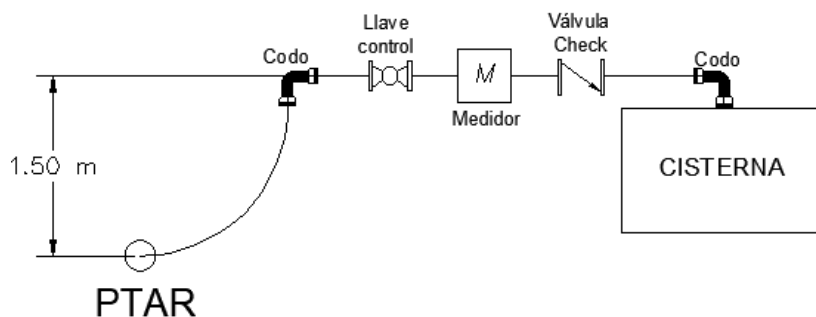 Codo
Llave
control
M
Medidor
Válvula
Check
Codo
1.50 m
CISTERNA
PTAR